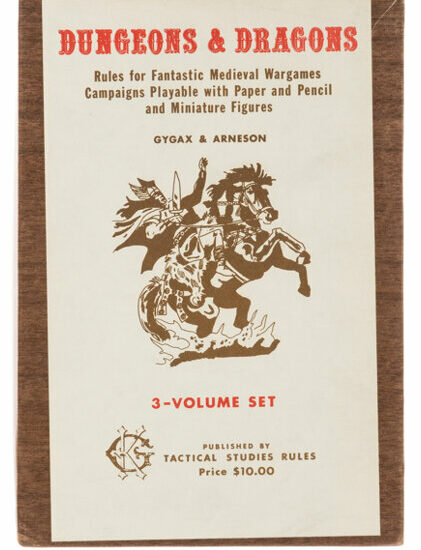 DUNGEONS & DRAGONS
Rules for Fantastic Medieval Wargames
Campaigns Playable with Paper and Pencil
and Miniature Figures
GYGAX & ARNESON
3-VOLUME SET
GK
PUBLISHED BY
TACTICAL STUDIES RULES
Price $10.00